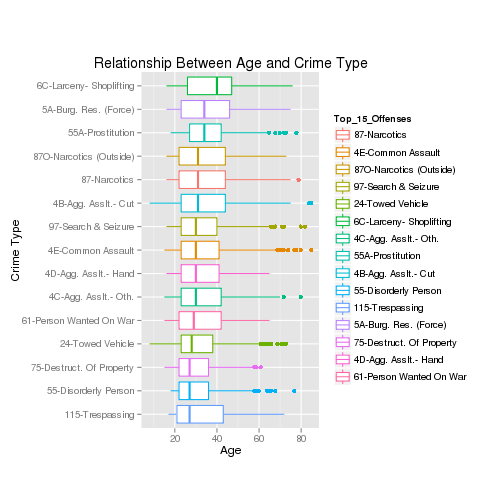 Relationship Between Age and Crime Type
Crime Type
6C-Larceny- Shoplifting
5A-Burg. Res. (Force)
55A-Prostitution
87O-Narcotics (Outside)
87-Narcotics
4B-Agg. Asslt.- Cut
97-Search & Seizure
4E-Common Assault
4D-Agg. Asslt.- Hand
4C-Agg. Asslt.- Oth.
61-Person Wanted On War
24-Towed Vehicle
75-Destruct. Of Property
55-Disorderly Person
115-Trespassing
20 40 60 80
Age
Top_15_Offenses
87-Narcotics
4E-Common Assault
87O-Narcotics (Outside)
97-Search & Seizure
24-Towed Vehicle
6C-Larceny- Shoplifting
4C-Agg. Asslt.- Oth.
55A-Prostitution
4B-Agg. Asslt.- Cut
55-Disorderly Person
115-Trespassing
5A-Burg. Res. (Force)
75-Destruct. Of Property
4D-Agg. Asslt.- Hand
61-Person Wanted On War